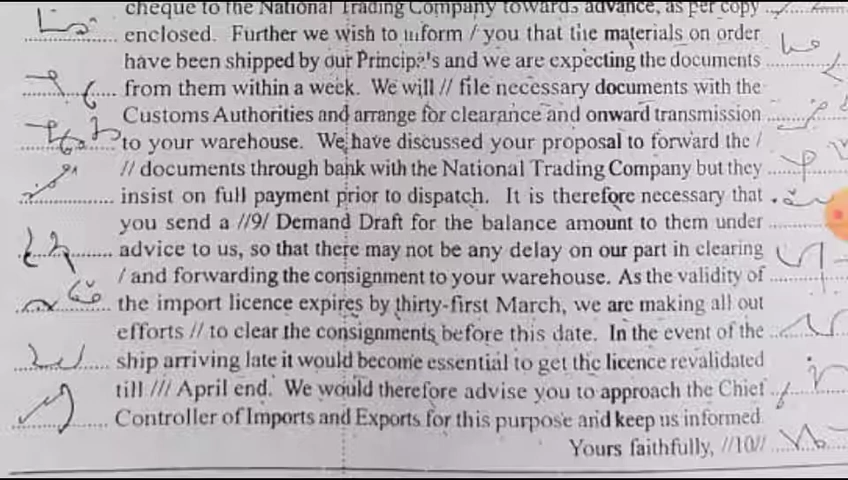 cheque to the National Trading Company towards advance, as per copy
enclosed. Further we wish to inform / you that the materials on order
have been shipped by our Principal's and we are expecting the documents
from them within a week. We will // file necessary documents with the
Customs Authorities and arrange for clearance and onward transmission
to your warehouse. We have discussed your proposal to forward the /
// documents through bank with the National Trading Company but they
insist on full payment prior to dispatch. It is therefore necessary that
you send a //9/ Demand Draft for the balance amount to them under
advice to us, so that there may not be any delay on our part in clearing
/ and forwarding the consignment to your warehouse. As the validity of
the import licence expires by thirty-first March, we are making all out
efforts // to clear the consignments before this date. In the event of the
ship arriving late it would become essential to get the licence revalidated
till /// April end. We would therefore advise you to approach the Chief
Controller of Imports and Exports for this purpose and keep us informed.
Yours faithfully, //10//